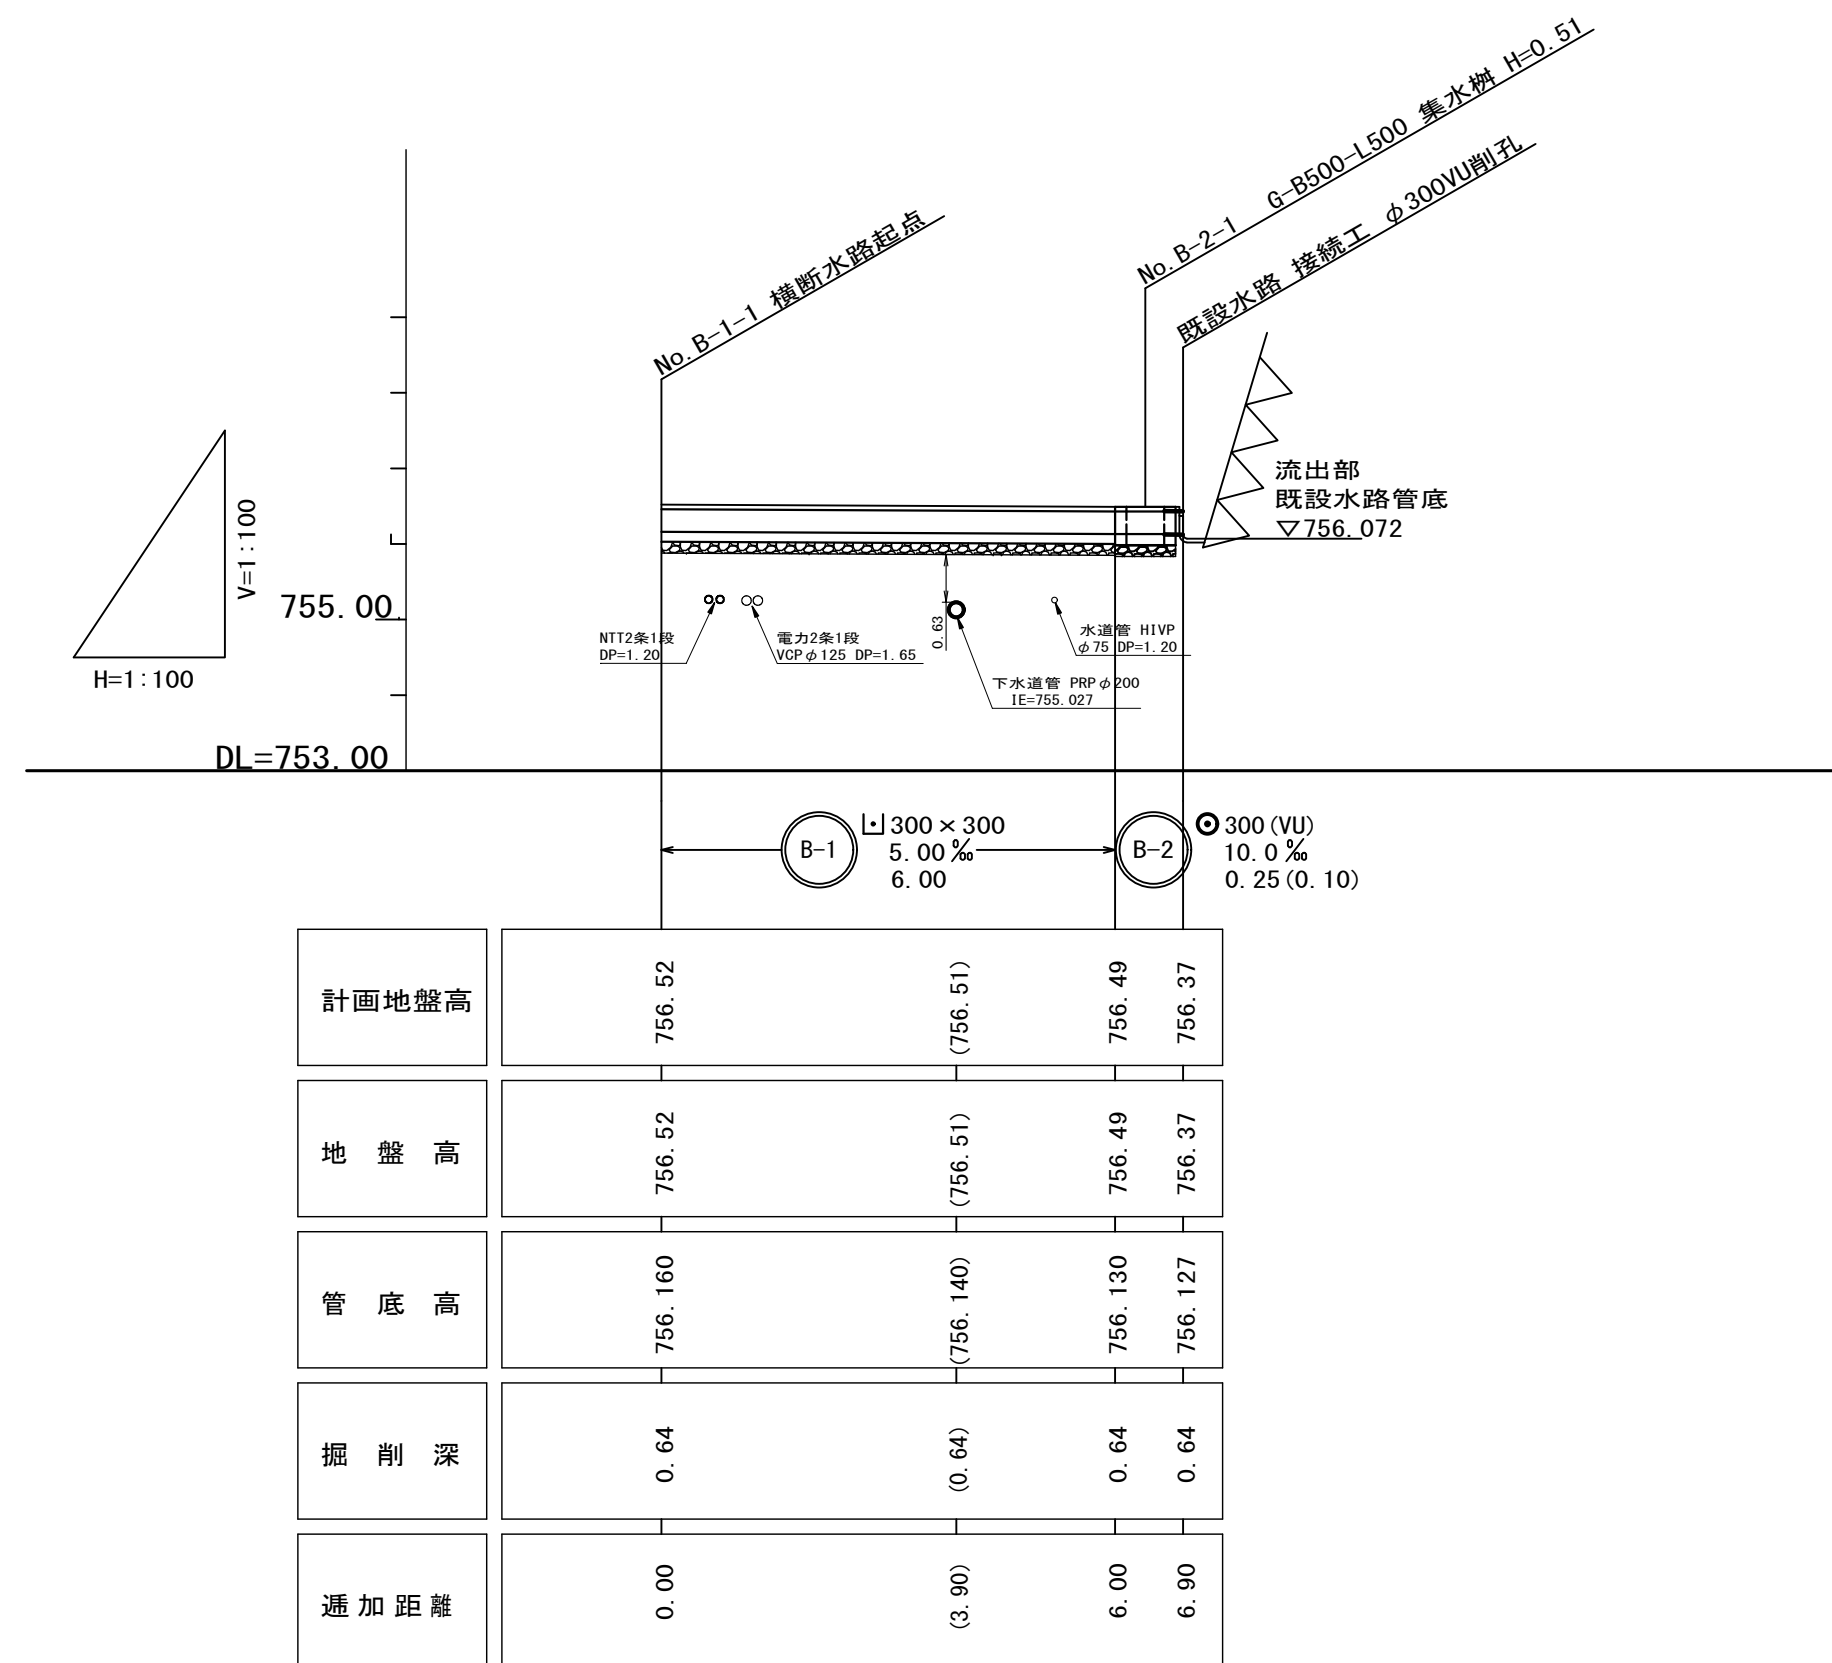 No.B-2-1 G-B500-L500 集水桝 H=0.51
既設水路 接続工 φ300VU削孔
No.B-1-1 横断水路起点
流出部
既設水路管底
▽756.072
V=1:100
H=1:100
755.00
DL=753.00
NTT2条1段
DP=1.20
電力2条1段
VCPφ125 DP=1.65
0.63
水道管 HIVP
φ75 DP=1.20
下水道管 PRPφ200
IE=755.027
B-1
300×300
5.00‰
6.00
B-2
300(VU)
10.0‰
0.25(0.10)
計画地盤高 756.52 (756.51) 756.49 756.37
地盤高 756.52 (756.51) 756.49 756.37
管底高 756.160 (756.140) 756.130 756.127
掘削深 0.64 (0.64) 0.64 0.64
逓加距離 0.00 (3.90) 6.00 6.90